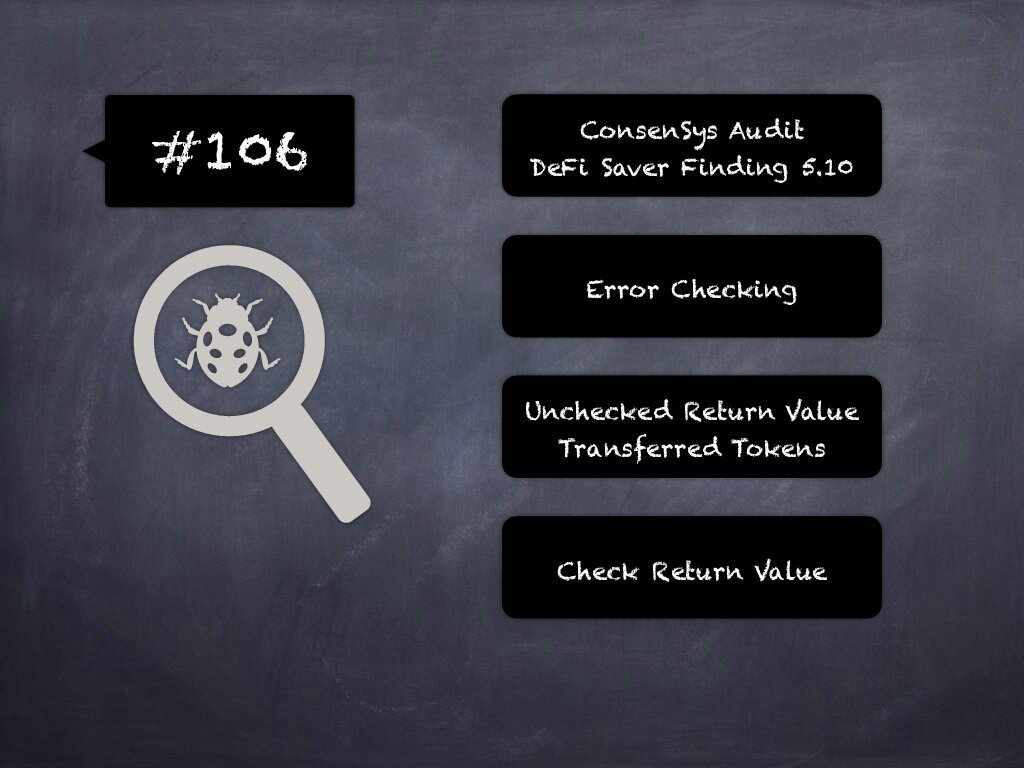 #106
ConsenSys Audit
DeFi Saver Finding 5.10
Error Checking
Unchecked Return Value
Transferred Tokens
Check Return Value